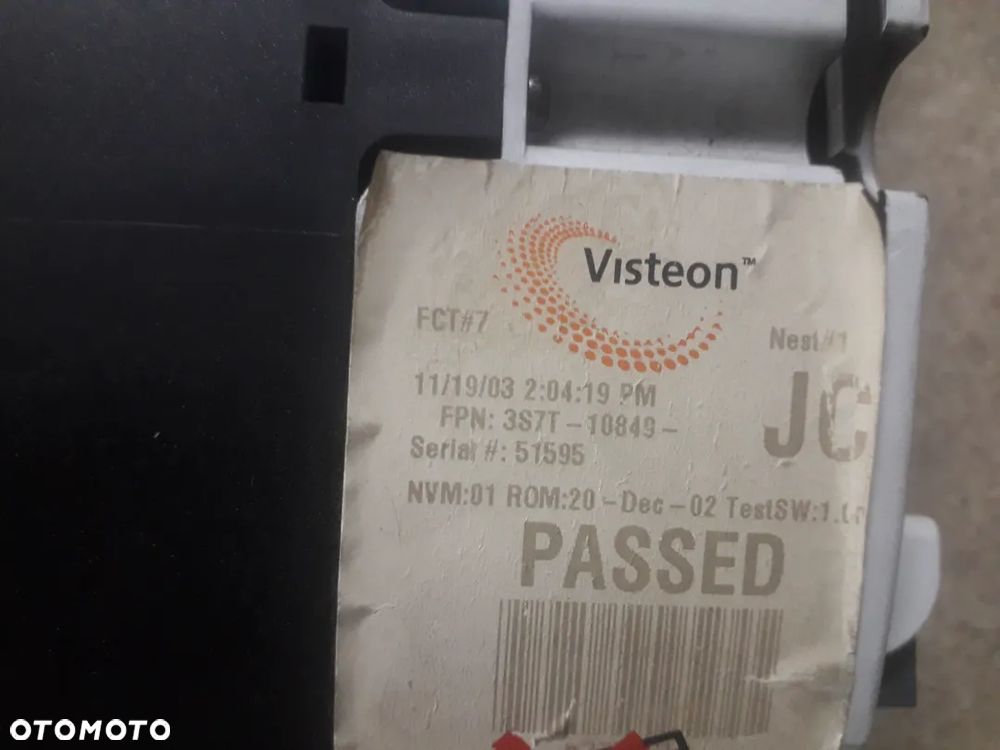 Visteon™
FCT#7 Nest#1
11/19/03 2:04:19 PM
FPN: 3S7T-10849- JC
Serial #: 51595
NVM:01 ROM:20-Dec-02
PASSED
OTOMOTO